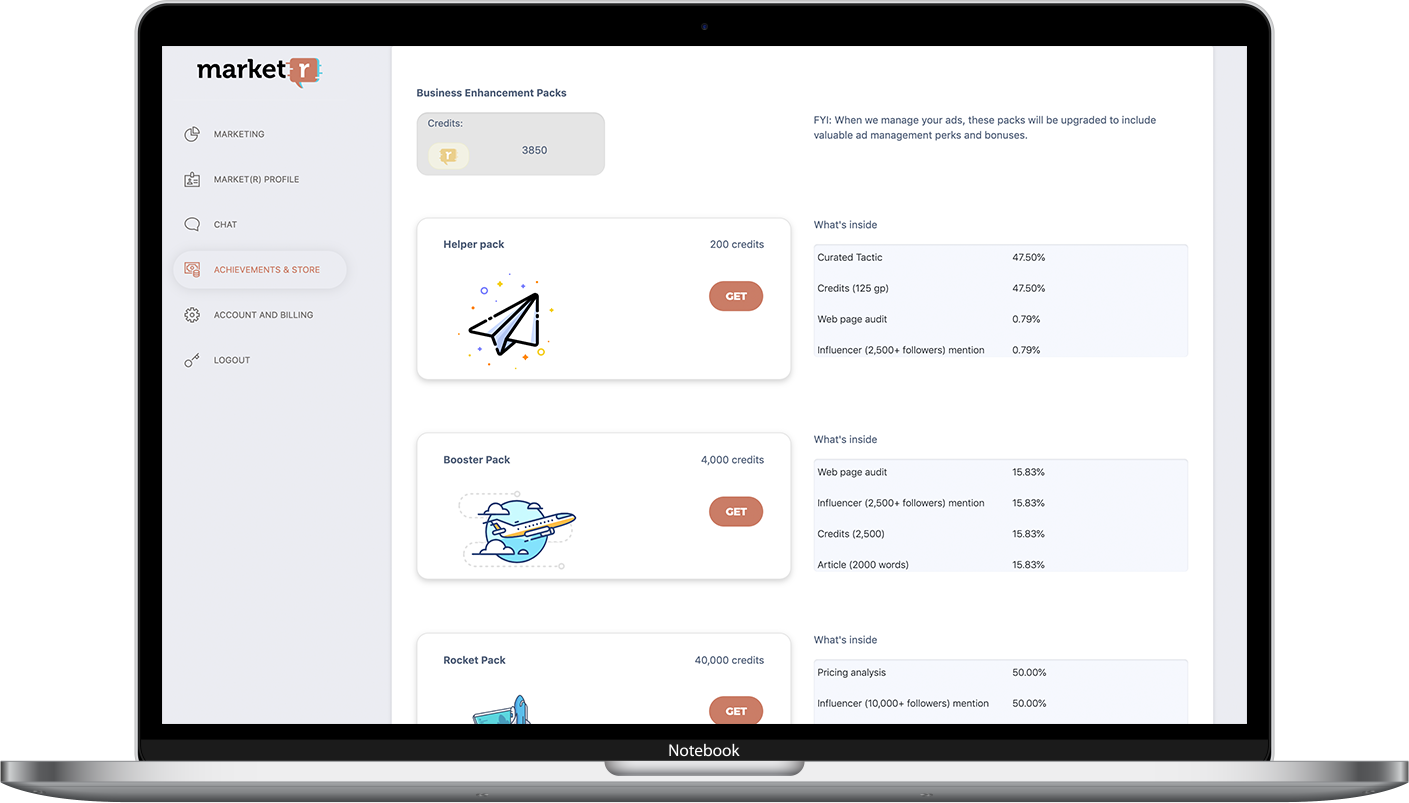 market r
MARKETING
MARKET(R) PROFILE
CHAT
ACHIEVEMENTS & STORE
ACCOUNT AND BILLING
LOGOUT
Business Enhancement Packs
Credits:
r
3850
FYI: When we manage your ads, these packs will be upgraded to include
valuable ad management perks and bonuses.
Helper pack
200 credits
GET
What's inside
Curated Tactic 47.50%
Credits (125 gp) 47.50%
Web page audit 0.79%
Influencer (2,500+ followers) mention 0.79%
Booster Pack
4,000 credits
GET
What's inside
Web page audit 15.83%
Influencer (2,500+ followers) mention 15.83%
Credits (2,500) 15.83%
Article (2000 words) 15.83%
Rocket Pack
40,000 credits
GET
What's inside
Pricing analysis 50.00%
Influencer (10,000+ followers) mention 50.00%
Notebook